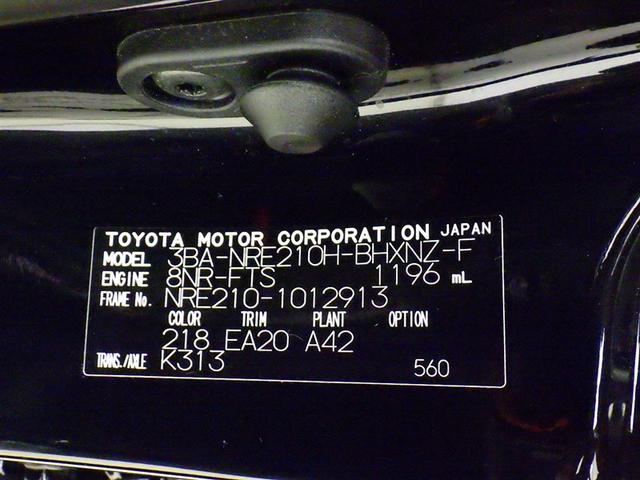 TOYOTA MOTOR CORPORATION JAPAN
MODEL 3BA-NRE210H-BHXNZ-F
ENGINE 8NR-FTS 1196 mL
FRAME No. NRE210-1012913
COLOR TRIM PLANT OPTION
218 EA20 A42
TRANS./AXLE K313 560